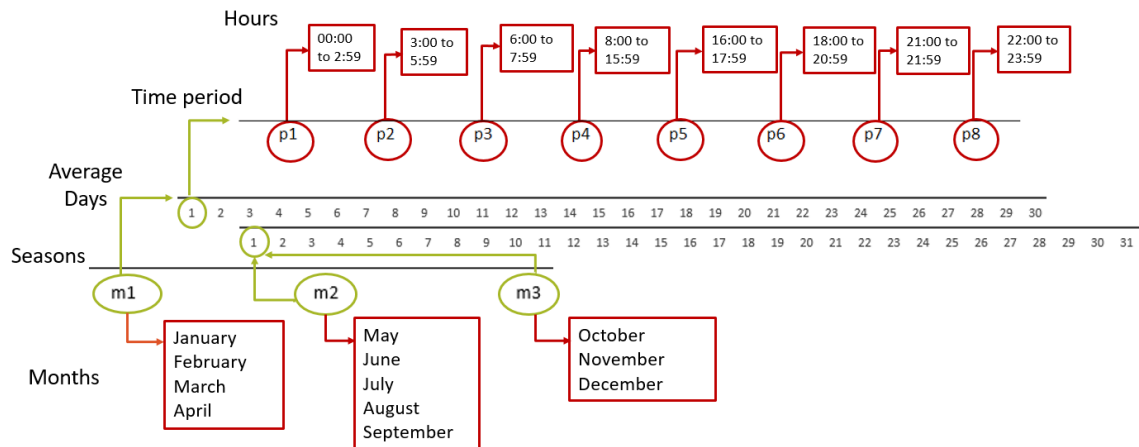 Hours
00:00
to 2:59
3:00 to
5:59
6:00 to
7:59
8:00 to
15:59
16:00 to
17:59
18:00 to
20:59
21:00 to
21:59
22:00 to
23:59
Time period
p1 p2 p3 p4 p5 p6 p7 p8
Average
Days
1 2 3 4 5 6 7 8 9 10 11 12 13 14 15 16 17 18 19 20 21 22 23 24 25 26 27 28 29 30
1 2 3 4 5 6 7 8 9 10 11 12 13 14 15 16 17 18 19 20 21 22 23 24 25 26 27 28 29 30 31
Seasons
m1 m2 m3
Months
January
February
March
April
May
June
July
August
September
October
November
December